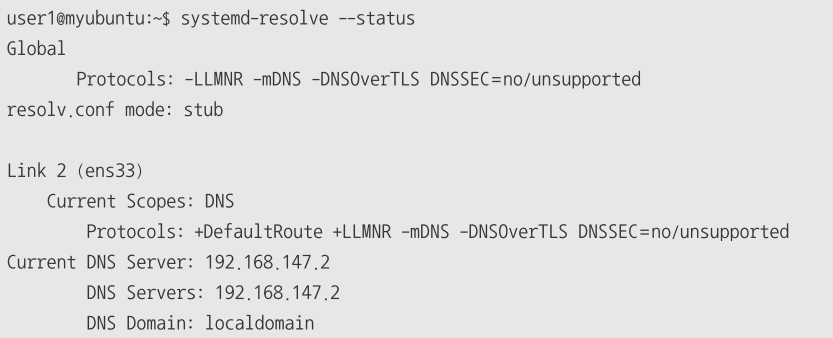 user1@myubuntu:~$ systemd-resolve --status
Global
Protocols: -LLMNR -mDNS -DNSOverTLS DNSSEC=no/unsupported
resolv.conf mode: stub
Link 2 (ens33)
Current Scopes: DNS
Protocols: +DefaultRoute +LLMNR -mDNS -DNSOverTLS DNSSEC=no/unsupported
Current DNS Server: 192.168.147.2
DNS Servers: 192.168.147.2
DNS Domain: localdomain